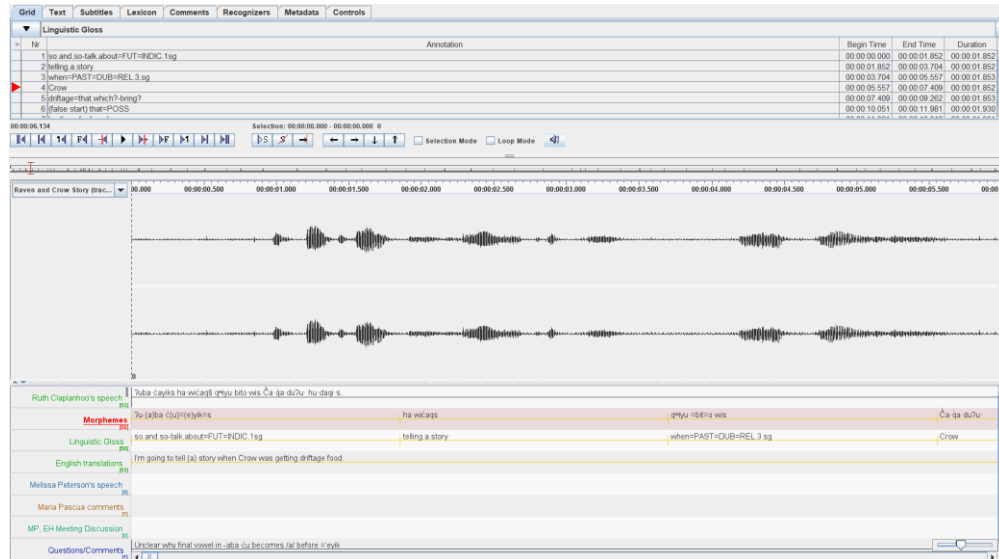 Grid Text Subtitles Lexicon Comments Recognizers Metadata Controls
Linguistic Gloss
> Nr Annotation Begin Time End Time Duration
1 so.and.so-talk.about=FUT=INDIC.1sg 00:00:00.000 00:00:01.852 00:00:01.852
2 telling.a.story 00:00:01.852 00:00:03.704 00:00:01.852
3 when=PAST=DUB=REL.3.sg 00:00:03.704 00:00:05.557 00:00:01.853
4 Crow 00:00:05.557 00:00:07.409 00:00:01.852
5 driftage=that.which?-bring? 00:00:07.409 00:00:09.262 00:00:01.853
6 (false start) that=POSS 00:00:10.051 00:00:11.981 00:00:01.930
00:00:06.134 Selection: 00:00:00.000 - 00:00:00.000 0
Selection Mode Loop Mode
Raven and Crow Story (trac... 00.000 00:00:00.500 00:00:01.000 00:00:01.500 00:00:02.000 00:00:02.500 00:00:03.000 00:00:03.500 00:00:04.000 00:00:04.500 00:00:05.000 00:00:05.500 00:00
Ruth Claplanhoo's speech
Morphemes
Linguistic Gloss so.and.so-talk.about=FUT=INDIC.1sg telling.a.story when=PAST=DUB=REL.3.sg Crow
English translations I'm going to tell (a) story when Crow was getting driftage food.
Melissa Peterson's speech
Maria Pascua comments
MP, EH Meeting Discussion
Questions/Comments Unclear why final vowel in -aba·ću becomes /a/ before ='eyik